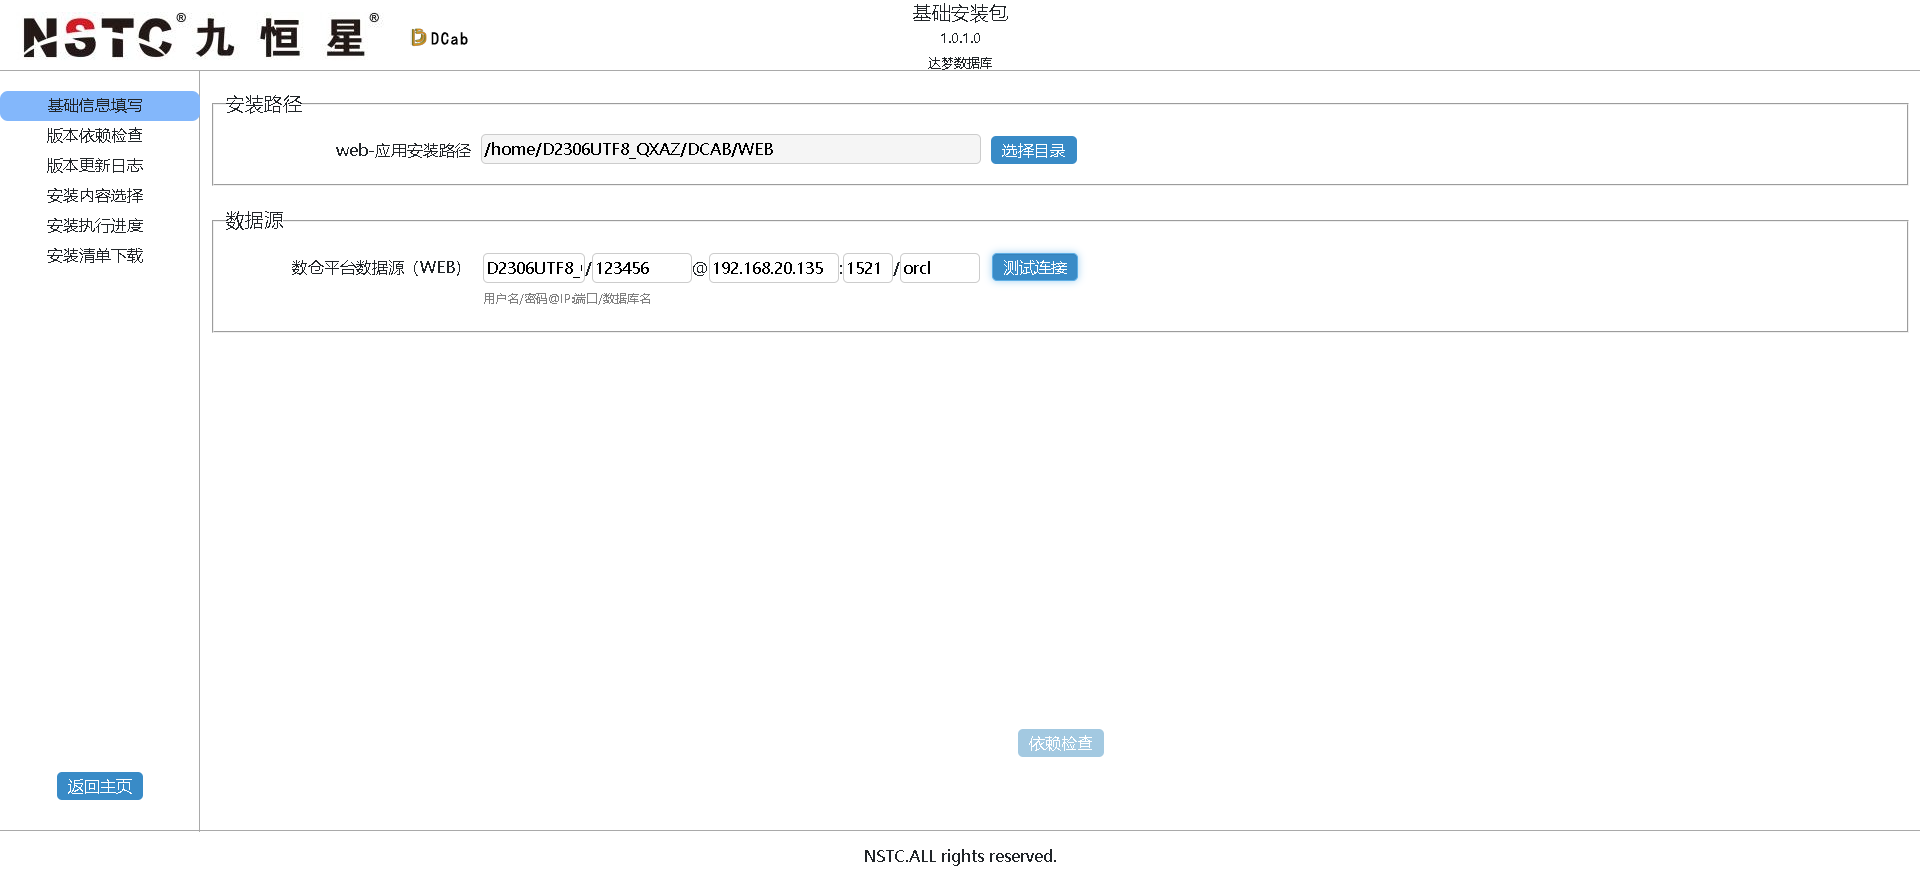 NSTC® 九恒星® DCab
基础安装包
1.0.1.0
达梦数据库
基础信息填写
版本依赖检查
版本更新日志
安装内容选择
安装执行进度
安装清单下载
返回主页
安装路径
web-应用安装路径 /home/D2306UTF8_QXAZ/DCAB/WEB 选择目录
数据源
数仓平台数据源（WEB） D2306UTF8_ / 123456 @ 192.168.20.135 : 1521 / orcl 测试连接
用户名/密码@IP:端口/数据库名
依赖检查
NSTC.ALL rights reserved.